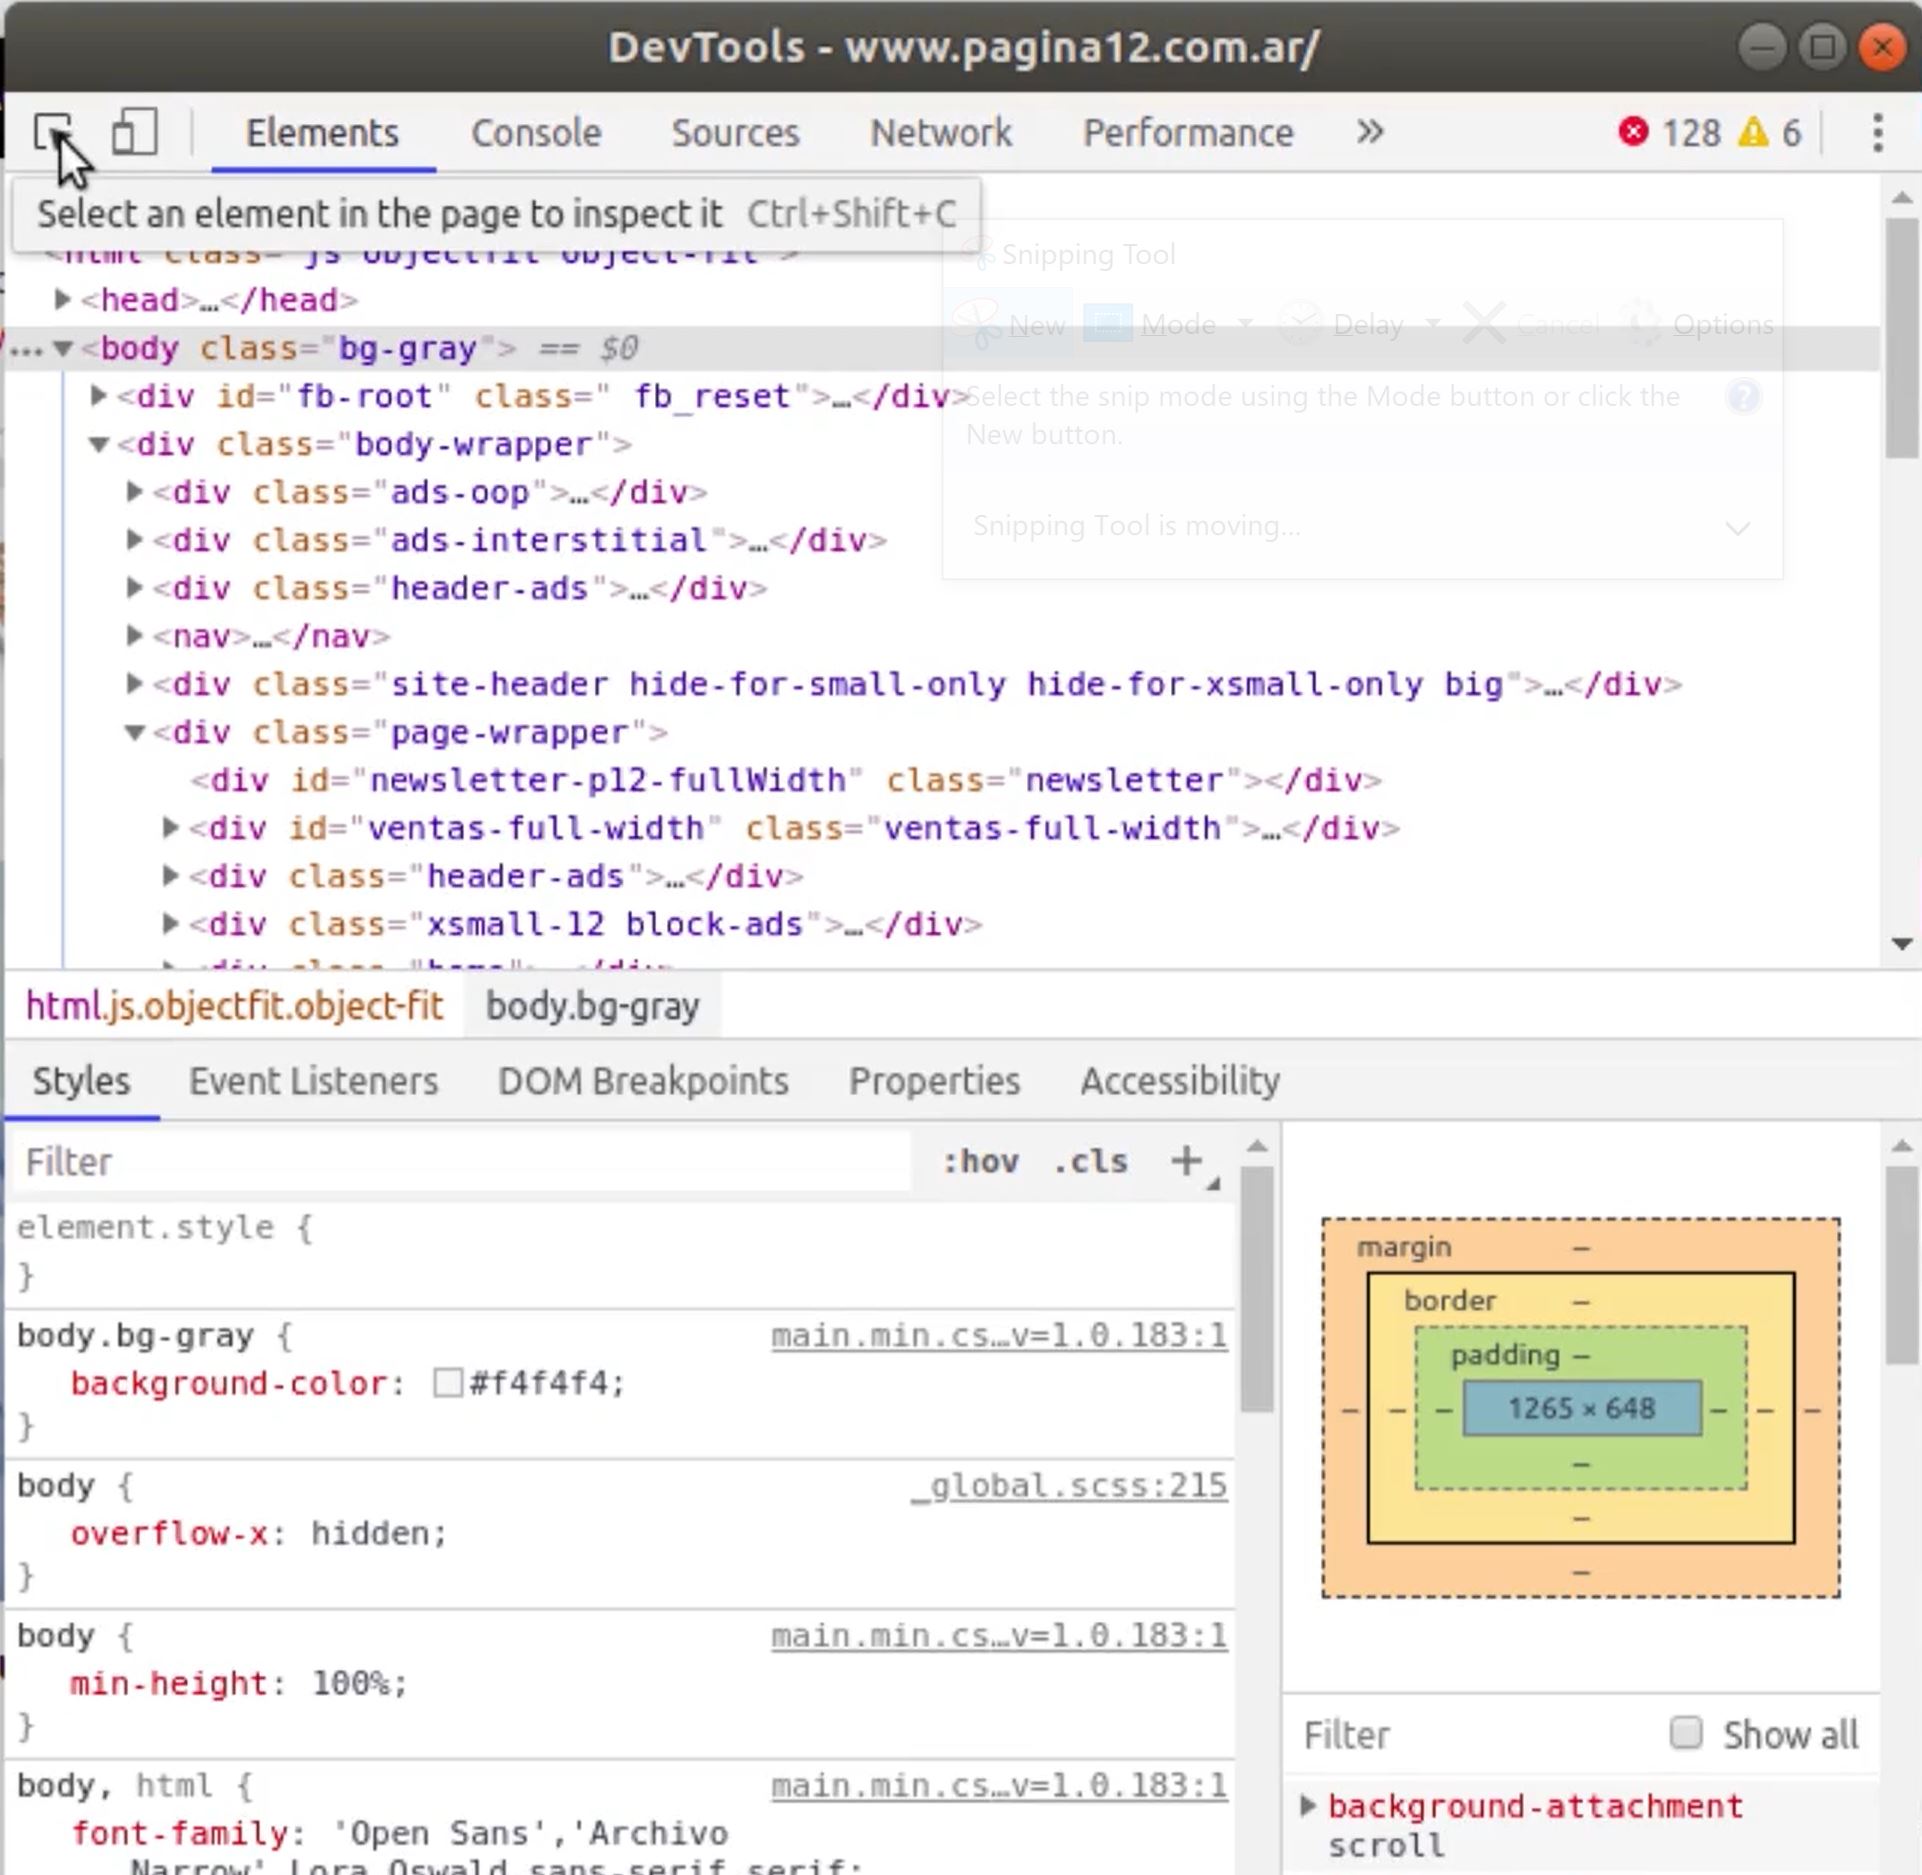 DevTools - www.pagina12.com.ar/
Elements Console Sources Network Performance » 128 6
Select an element in the page to inspect it Ctrl+Shift+C
<html class="js objectfit object-fit">
Snipping Tool
<head>…</head>
New Mode Delay Cancel Options
…<body class="bg-gray"> == $0
<div id="fb-root" class=" fb_reset">…</div>
Select the snip mode using the Mode button or click the
New button.
<div class="body-wrapper">
<div class="ads-oop">…</div>
Snipping Tool is moving...
<div class="ads-interstitial">…</div>
<div class="header-ads">…</div>
<nav>…</nav>
<div class="site-header hide-for-small-only hide-for-xsmall-only big">…</div>
<div class="page-wrapper">
<div id="newsletter-p12-fullWidth" class="newsletter"></div>
<div id="ventas-full-width" class="ventas-full-width">…</div>
<div class="header-ads">…</div>
<div class="xsmall-12 block-ads">…</div>
html.js.objectfit.object-fit body.bg-gray
Styles Event Listeners DOM Breakpoints Properties Accessibility
Filter :hov .cls +
element.style {
}
body.bg-gray { main.min.cs…v=1.0.183:1
background-color: #f4f4f4;
}
body { _global.scss:215
overflow-x: hidden;
}
body { main.min.cs…v=1.0.183:1
min-height: 100%;
}
body, html { main.min.cs…v=1.0.183:1
font-family: 'Open Sans','Archivo
Narrow',Lora,Oswald,sans-serif,serif;
margin –
border –
padding –
– – – 1265 × 648 – – –
–
–
–
Filter Show all
background-attachment
scroll